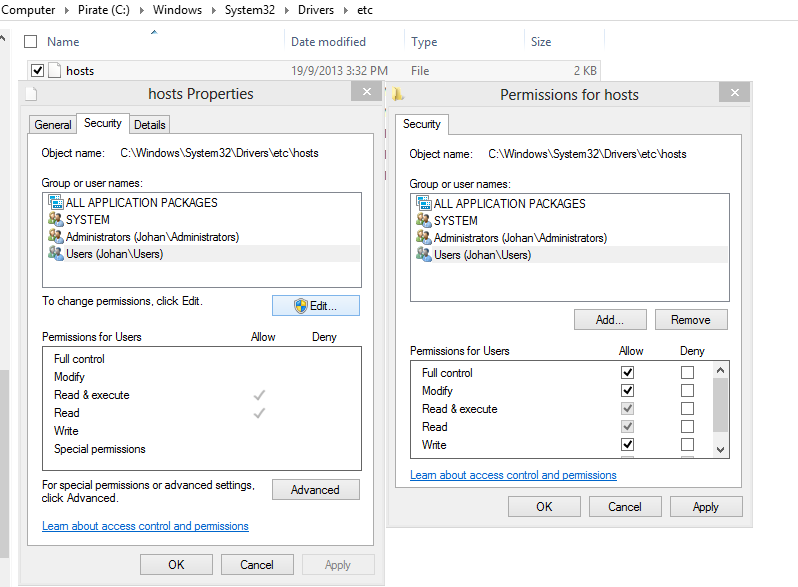 Computer Pirate (C:) Windows System32 Drivers etc
Name Date modified Type Size
hosts 19/9/2013 3:32 PM File 2 KB
hosts Properties
General Security Details
Object name: C:\Windows\System32\Drivers\etc\hosts
Group or user names:
ALL APPLICATION PACKAGES
SYSTEM
Administrators (Johan\Administrators)
Users (Johan\Users)
To change permissions, click Edit.
Edit...
Permissions for Users Allow Deny
Full control
Modify
Read & execute
Read
Write
Special permissions
For special permissions or advanced settings,
click Advanced.
Advanced
Learn about access control and permissions
OK Cancel Apply
Permissions for hosts
Security
Object name: C:\Windows\System32\Drivers\etc\hosts
Group or user names:
ALL APPLICATION PACKAGES
SYSTEM
Administrators (Johan\Administrators)
Users (Johan\Users)
Add... Remove
Permissions for Users Allow Deny
Full control
Modify
Read & execute
Read
Write
Learn about access control and permissions
OK Cancel Apply